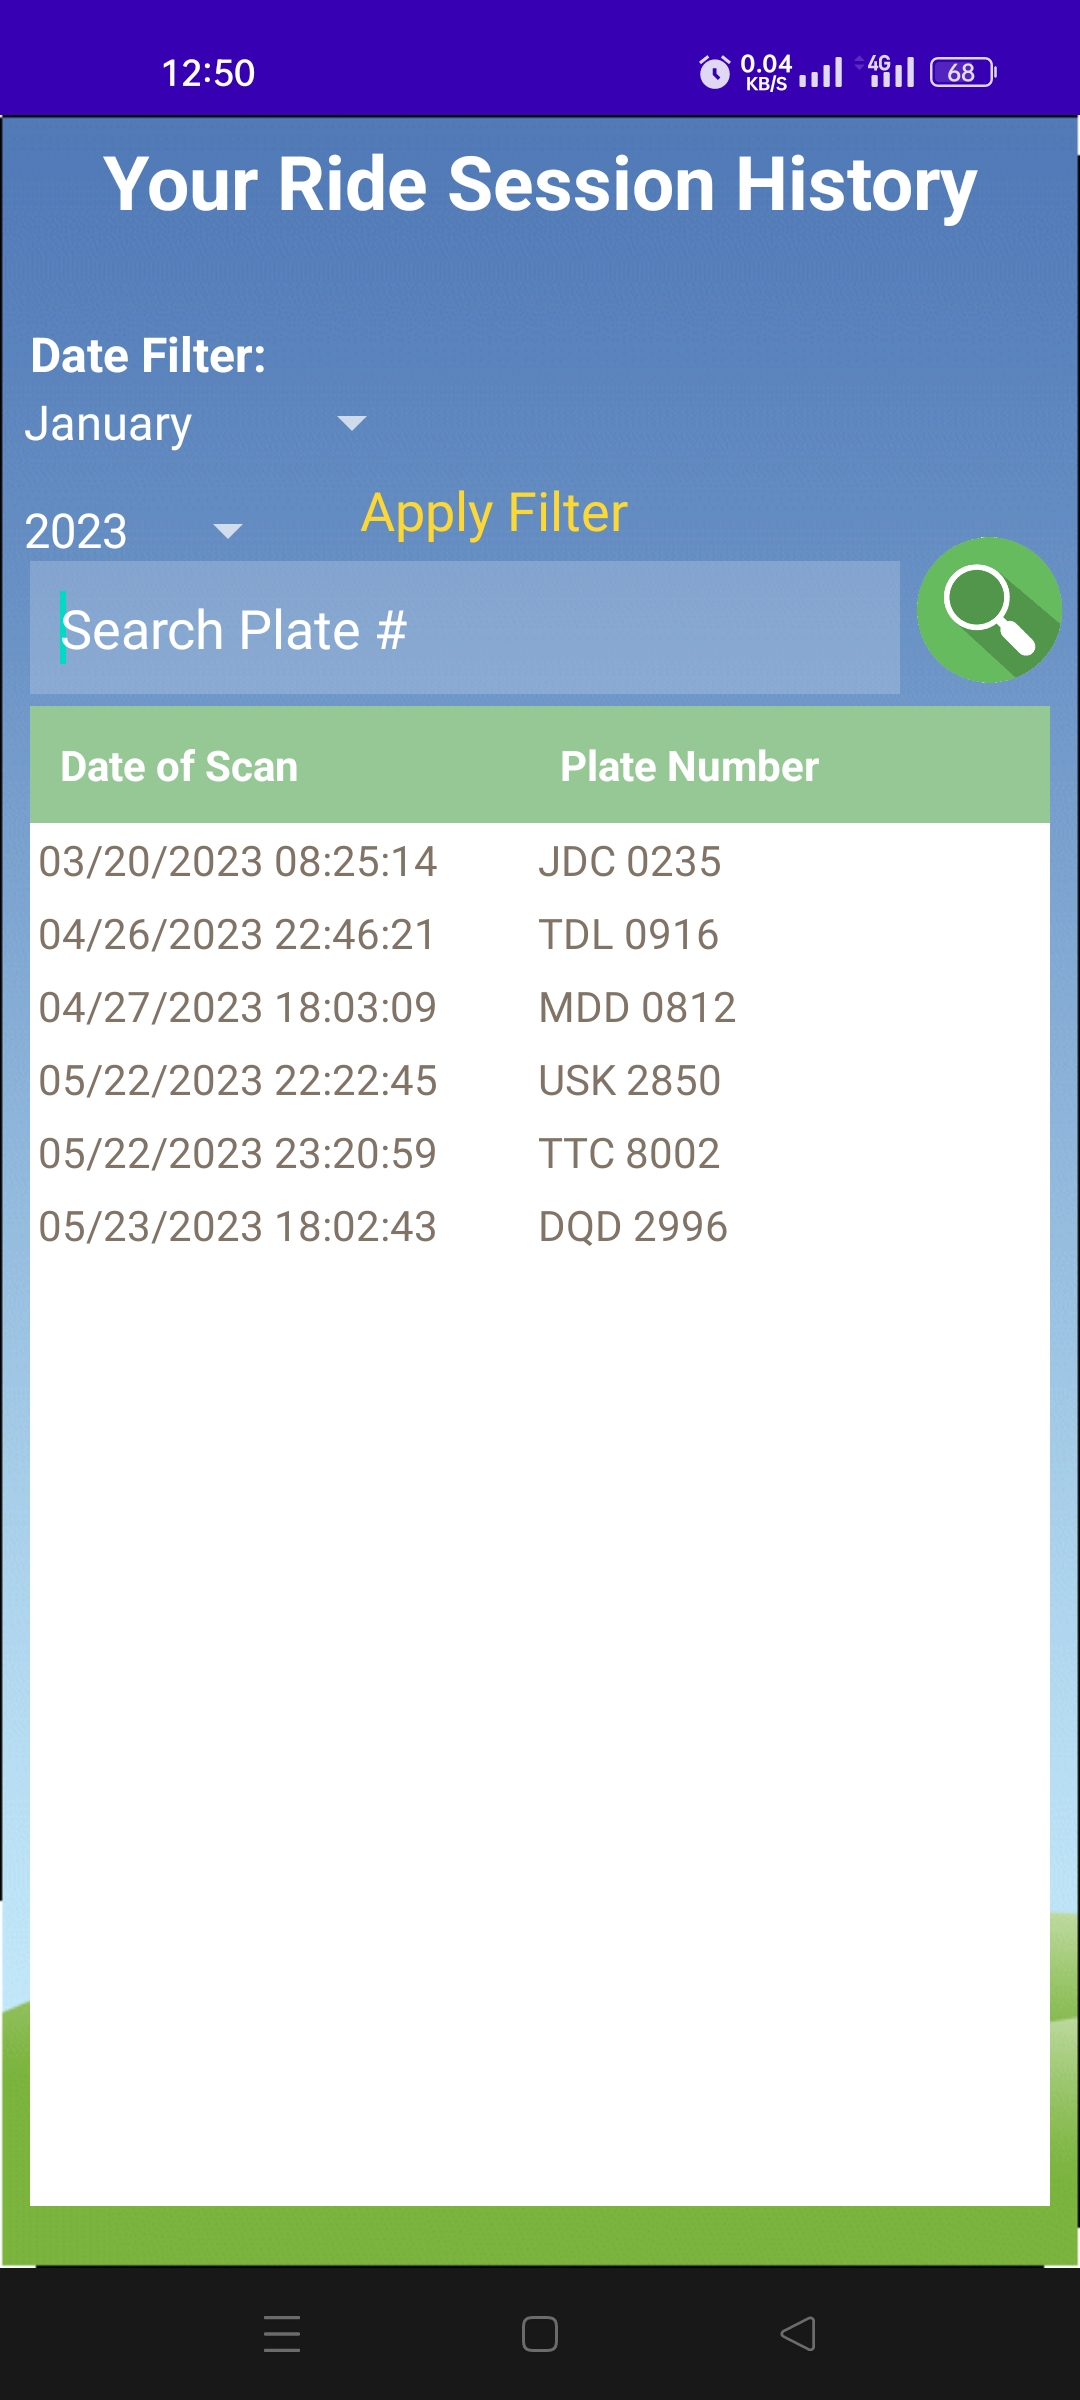 12:50
0.04 KB/S 4G 68
Your Ride Session History
Date Filter:
January
2023
Apply Filter
Search Plate #
Date of Scan Plate Number
03/20/2023 08:25:14 JDC 0235
04/26/2023 22:46:21 TDL 0916
04/27/2023 18:03:09 MDD 0812
05/22/2023 22:22:45 USK 2850
05/22/2023 23:20:59 TTC 8002
05/23/2023 18:02:43 DQD 2996